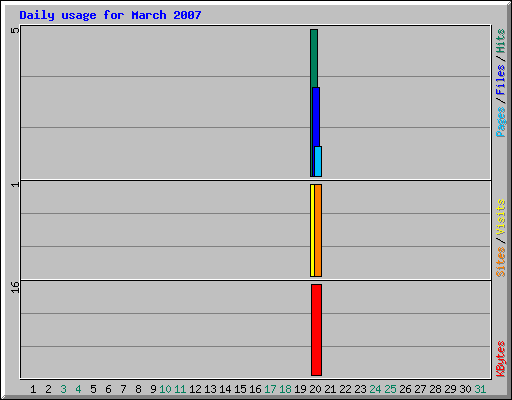 Daily usage for March 2007
5
1
16
Pages / Files / Hits
Sites / Visits
KBytes
1 2 3 4 5 6 7 8 9 10 11 12 13 14 15 16 17 18 19 20 21 22 23 24 25 26 27 28 29 30 31